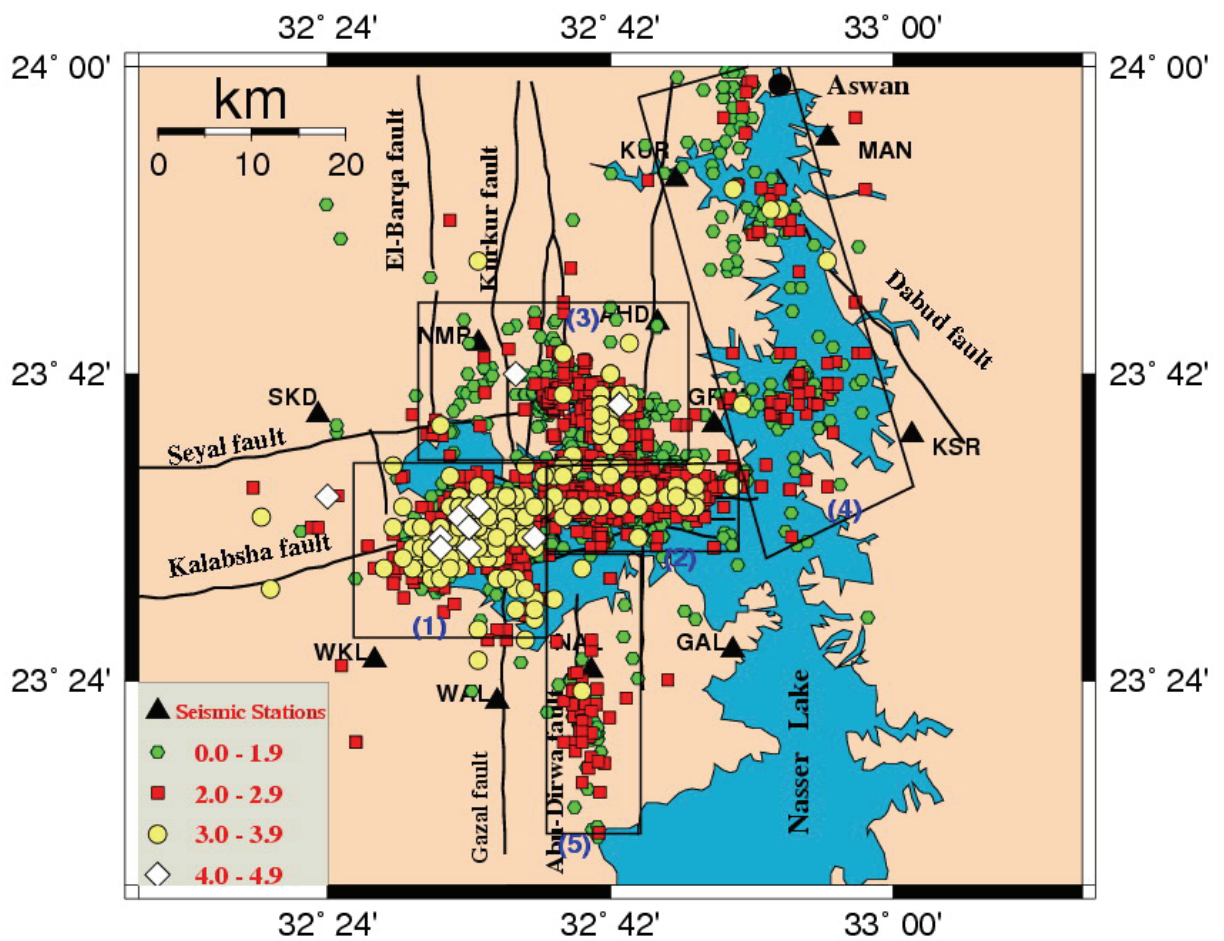 32° 24'
32° 42'
33° 00'
24° 00'
24° 00'
km
0
10
20
Aswan
MAN
KUR
El-Barqa fault
Kurkur fault
Dabud fault
(3)
AHD
NMR
23° 42'
23° 42'
SKD
GRW
KSR
Seyal fault
(4)
Kalabsha fault
(2)
(1)
WKL
NAL
GAL
23° 24'
23° 24'
WAL
Seismic Stations
0.0 - 1.9
2.0 - 2.9
3.0 - 3.9
4.0 - 4.9
Gazal fault
Abu-Dirwa fault
Nasser Lake
(5)
32° 24'
32° 42'
33° 00'